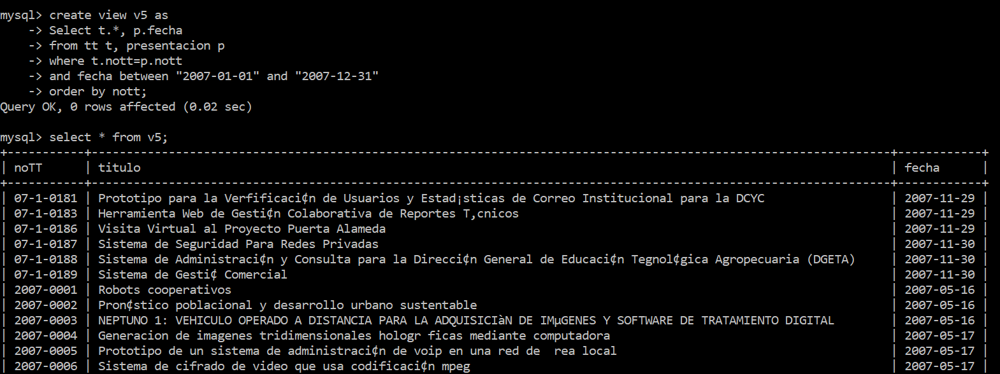 mysql> create view v5 as
    -> Select t.*, p.fecha
    -> from tt t, presentacion p
    -> where t.nott=p.nott
    -> and fecha between "2007-01-01" and "2007-12-31"
    -> order by nott;
Query OK, 0 rows affected (0.02 sec)
mysql> select * from v5;
| noTT | titulo | fecha |
| 07-1-0181 | Prototipo para la Verfificaci¢n de Usuarios y Estad¡sticas de Correo Institucional para la DCYC | 2007-11-29 |
| 07-1-0183 | Herramienta Web de Gesti¢n Colaborativa de Reportes T‚cnicos | 2007-11-29 |
| 07-1-0186 | Visita Virtual al Proyecto Puerta Alameda | 2007-11-29 |
| 07-1-0187 | Sistema de Seguridad Para Redes Privadas | 2007-11-30 |
| 07-1-0188 | Sistema de Administraci¢n y Consulta para la Direcci¢n General de Educaci¢n Tegnol¢gica Agropecuaria (DGETA) | 2007-11-30 |
| 07-1-0189 | Sistema de Gesti¢ Comercial | 2007-11-30 |
| 2007-0001 | Robots cooperativos | 2007-05-16 |
| 2007-0002 | Pron¢stico poblacional y desarrollo urbano sustentable | 2007-05-16 |
| 2007-0003 | NEPTUNO 1: VEHICULO OPERADO A DISTANCIA PARA LA ADQUISICIàN DE IMµGENES Y SOFTWARE DE TRATAMIENTO DIGITAL | 2007-05-16 |
| 2007-0004 | Generacion de imagenes tridimensionales hologr ficas mediante computadora | 2007-05-17 |
| 2007-0005 | Prototipo de un sistema de administraci¢n de voip en una red de  rea local | 2007-05-17 |
| 2007-0006 | Sistema de cifrado de video que usa codificaci¢n mpeg | 2007-05-17 |